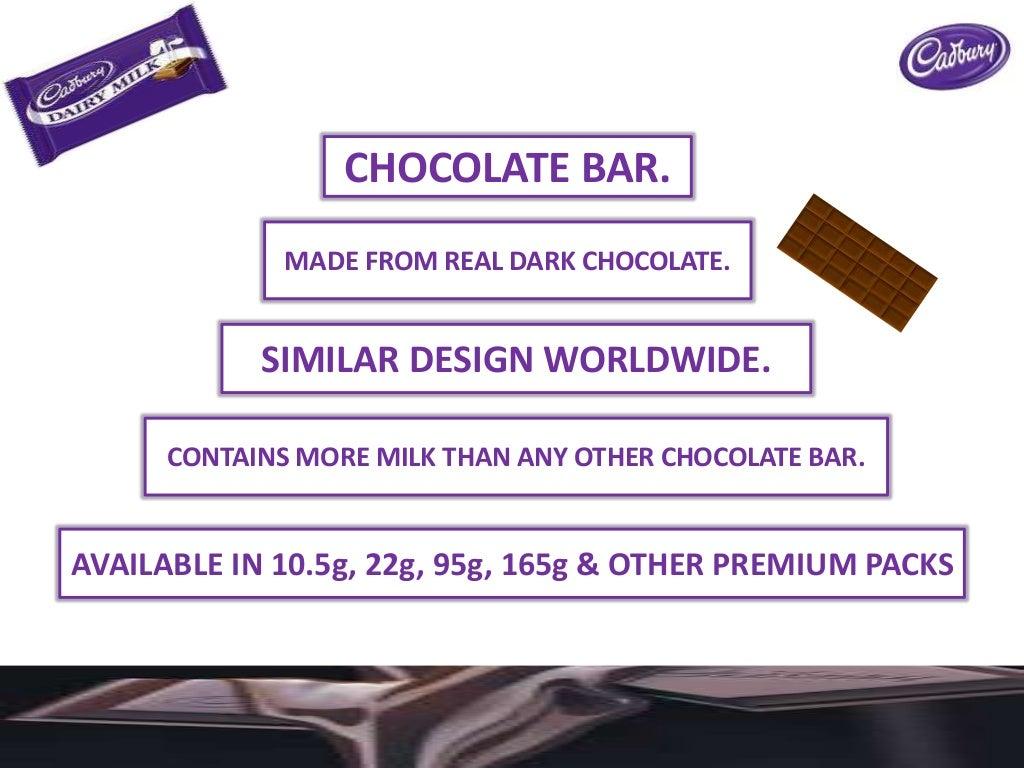 Cadbury
DAIRY MILK
Cadbury
CHOCOLATE BAR.
MADE FROM REAL DARK CHOCOLATE.
SIMILAR DESIGN WORLDWIDE.
CONTAINS MORE MILK THAN ANY OTHER CHOCOLATE BAR.
AVAILABLE IN 10.5g, 22g, 95g, 165g & OTHER PREMIUM PACKS